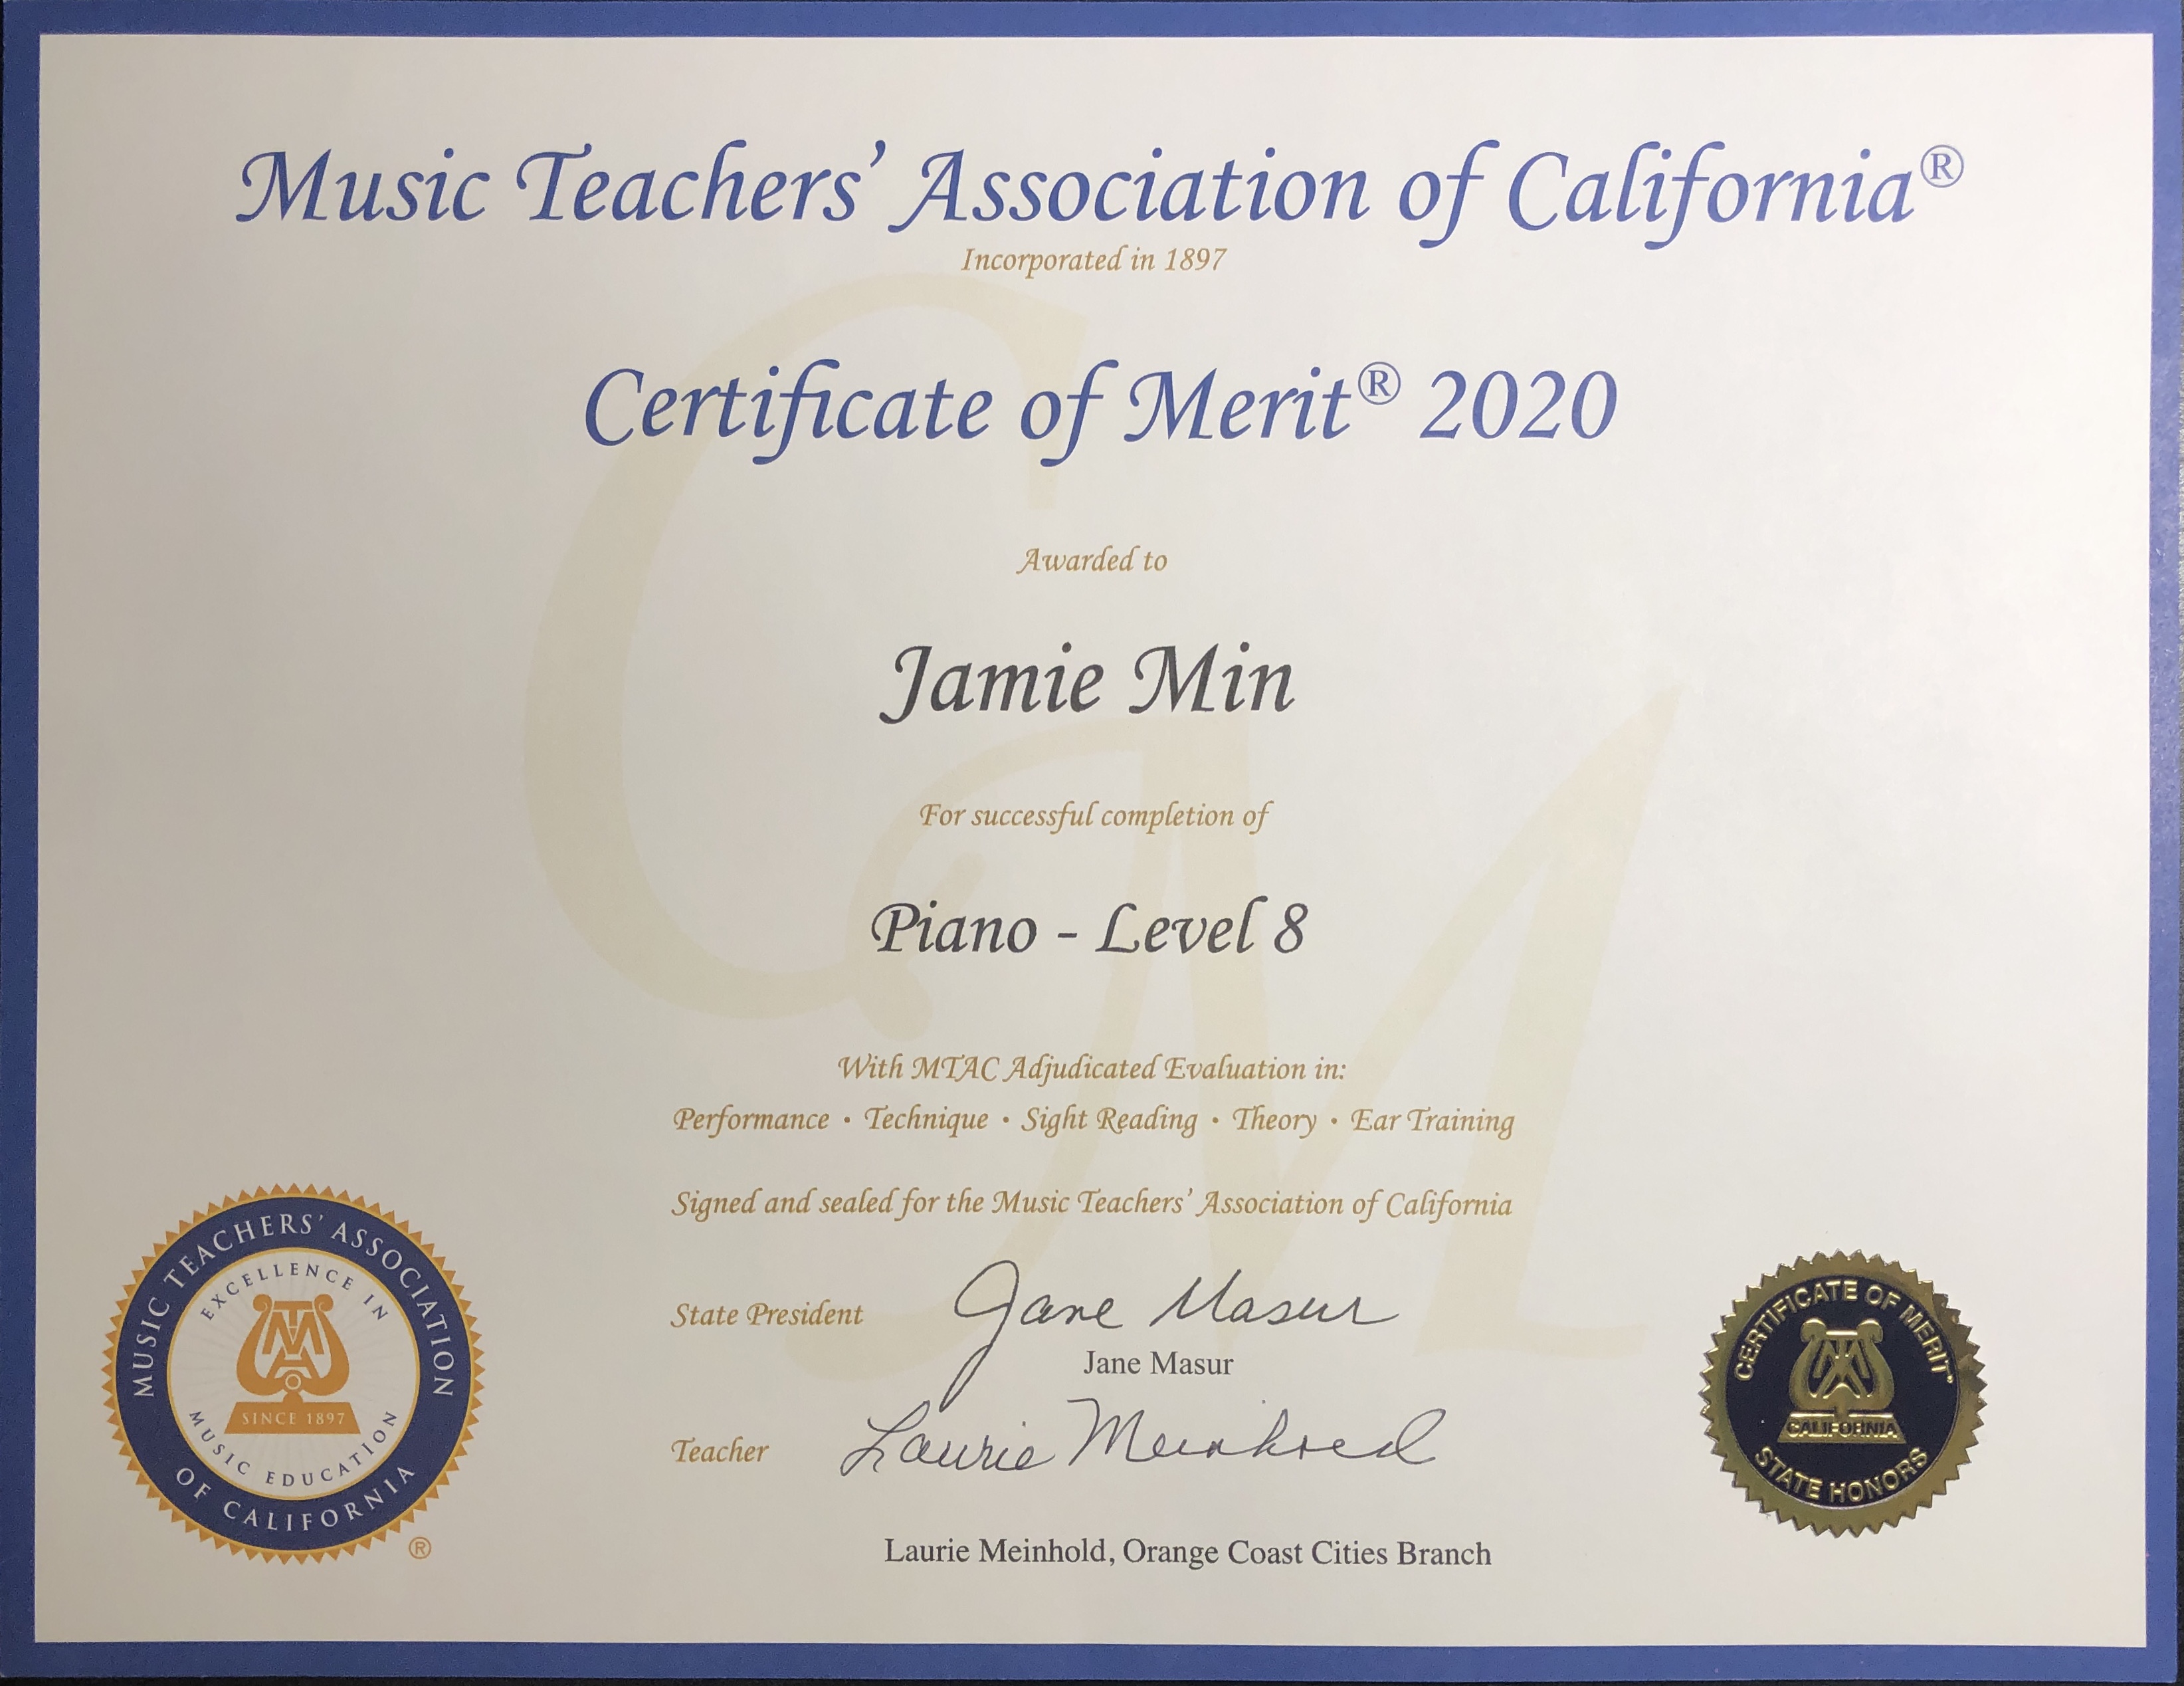 Music Teachers' Association of California®
Incorporated in 1897
Certificate of Merit® 2020
Awarded to
Jamie Min
For successful completion of
Piano - Level 8
With MTAC Adjudicated Evaluation in:
Performance • Technique • Sight Reading • Theory • Ear Training
Signed and sealed for the Music Teachers' Association of California
State President Jane Masur
Jane Masur
Teacher Laurie Meinhold
Laurie Meinhold, Orange Coast Cities Branch
MUSIC TEACHERS' ASSOCIATION
OF CALIFORNIA
EXCELLENCE IN
MUSIC EDUCATION
MTAC
SINCE 1897
®
CERTIFICATE OF MERIT
CALIFORNIA
STATE HONORS
CM